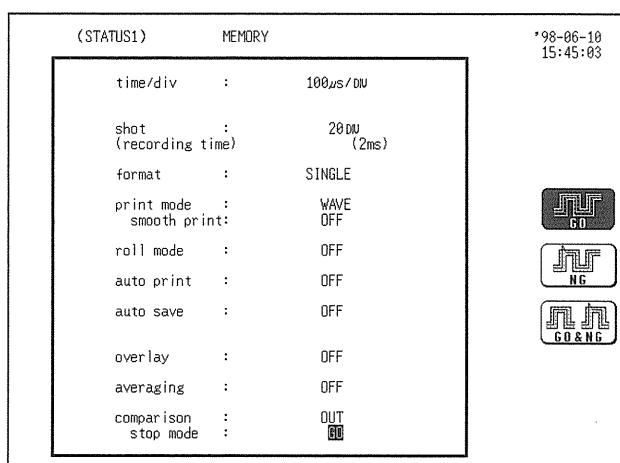 (STATUS1) MEMORY '98-06-10
15:45:03
time/div : 100μs/DIV
shot : 20DIV
(recording time) (2ms)
format : SINGLE
print mode : WAVE
smooth print: OFF
roll mode : OFF
auto print : OFF
auto save : OFF
overlay : OFF
averaging : OFF
comparison : OUT
stop mode : GO
GO
NG
GO&NG